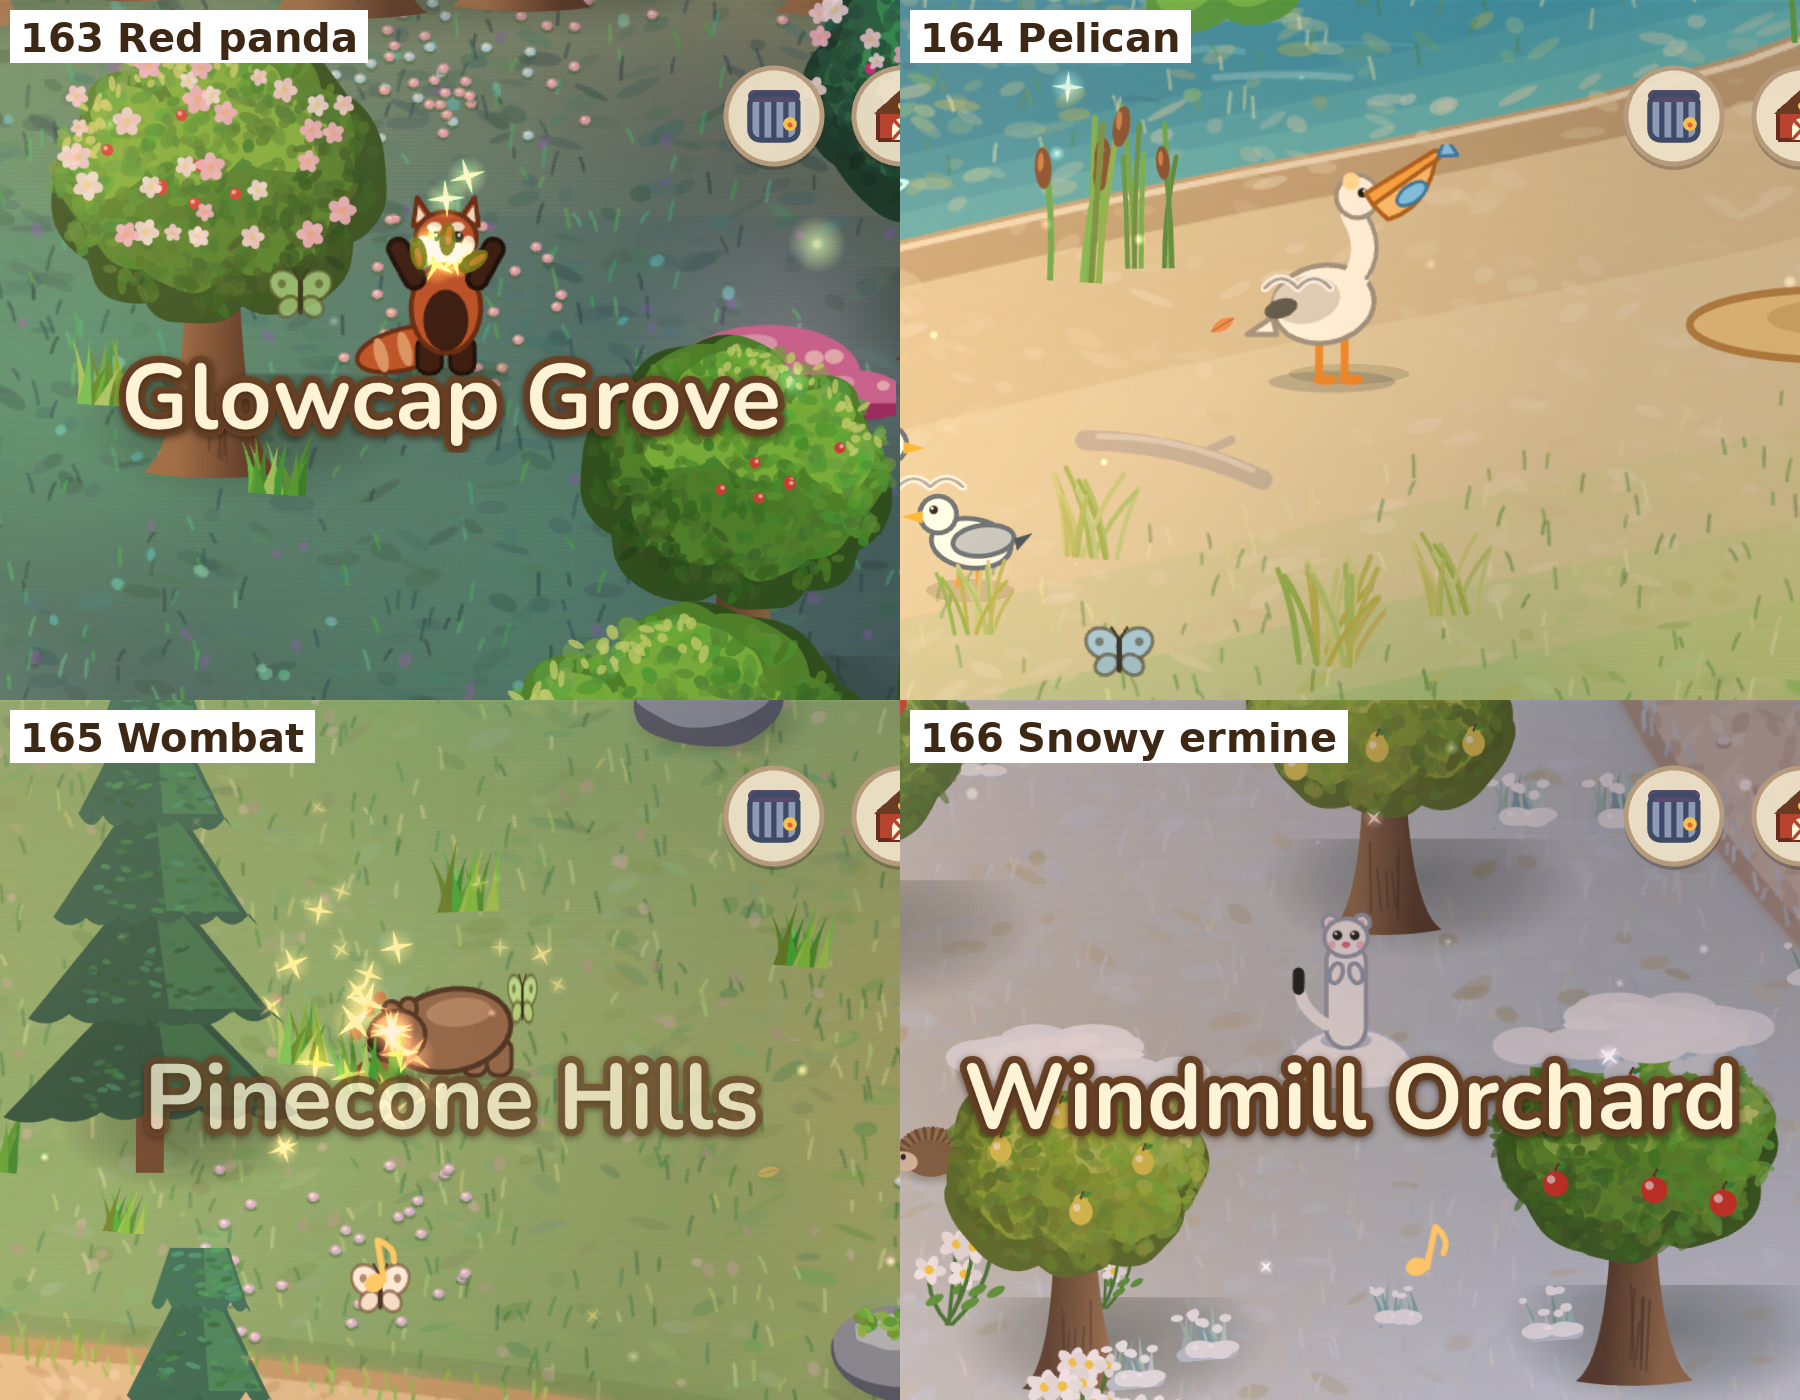 163 Red panda
164 Pelican
Glowcap Grove
165 Wombat
166 Snowy ermine
Pinecone Hills
Windmill Orchard